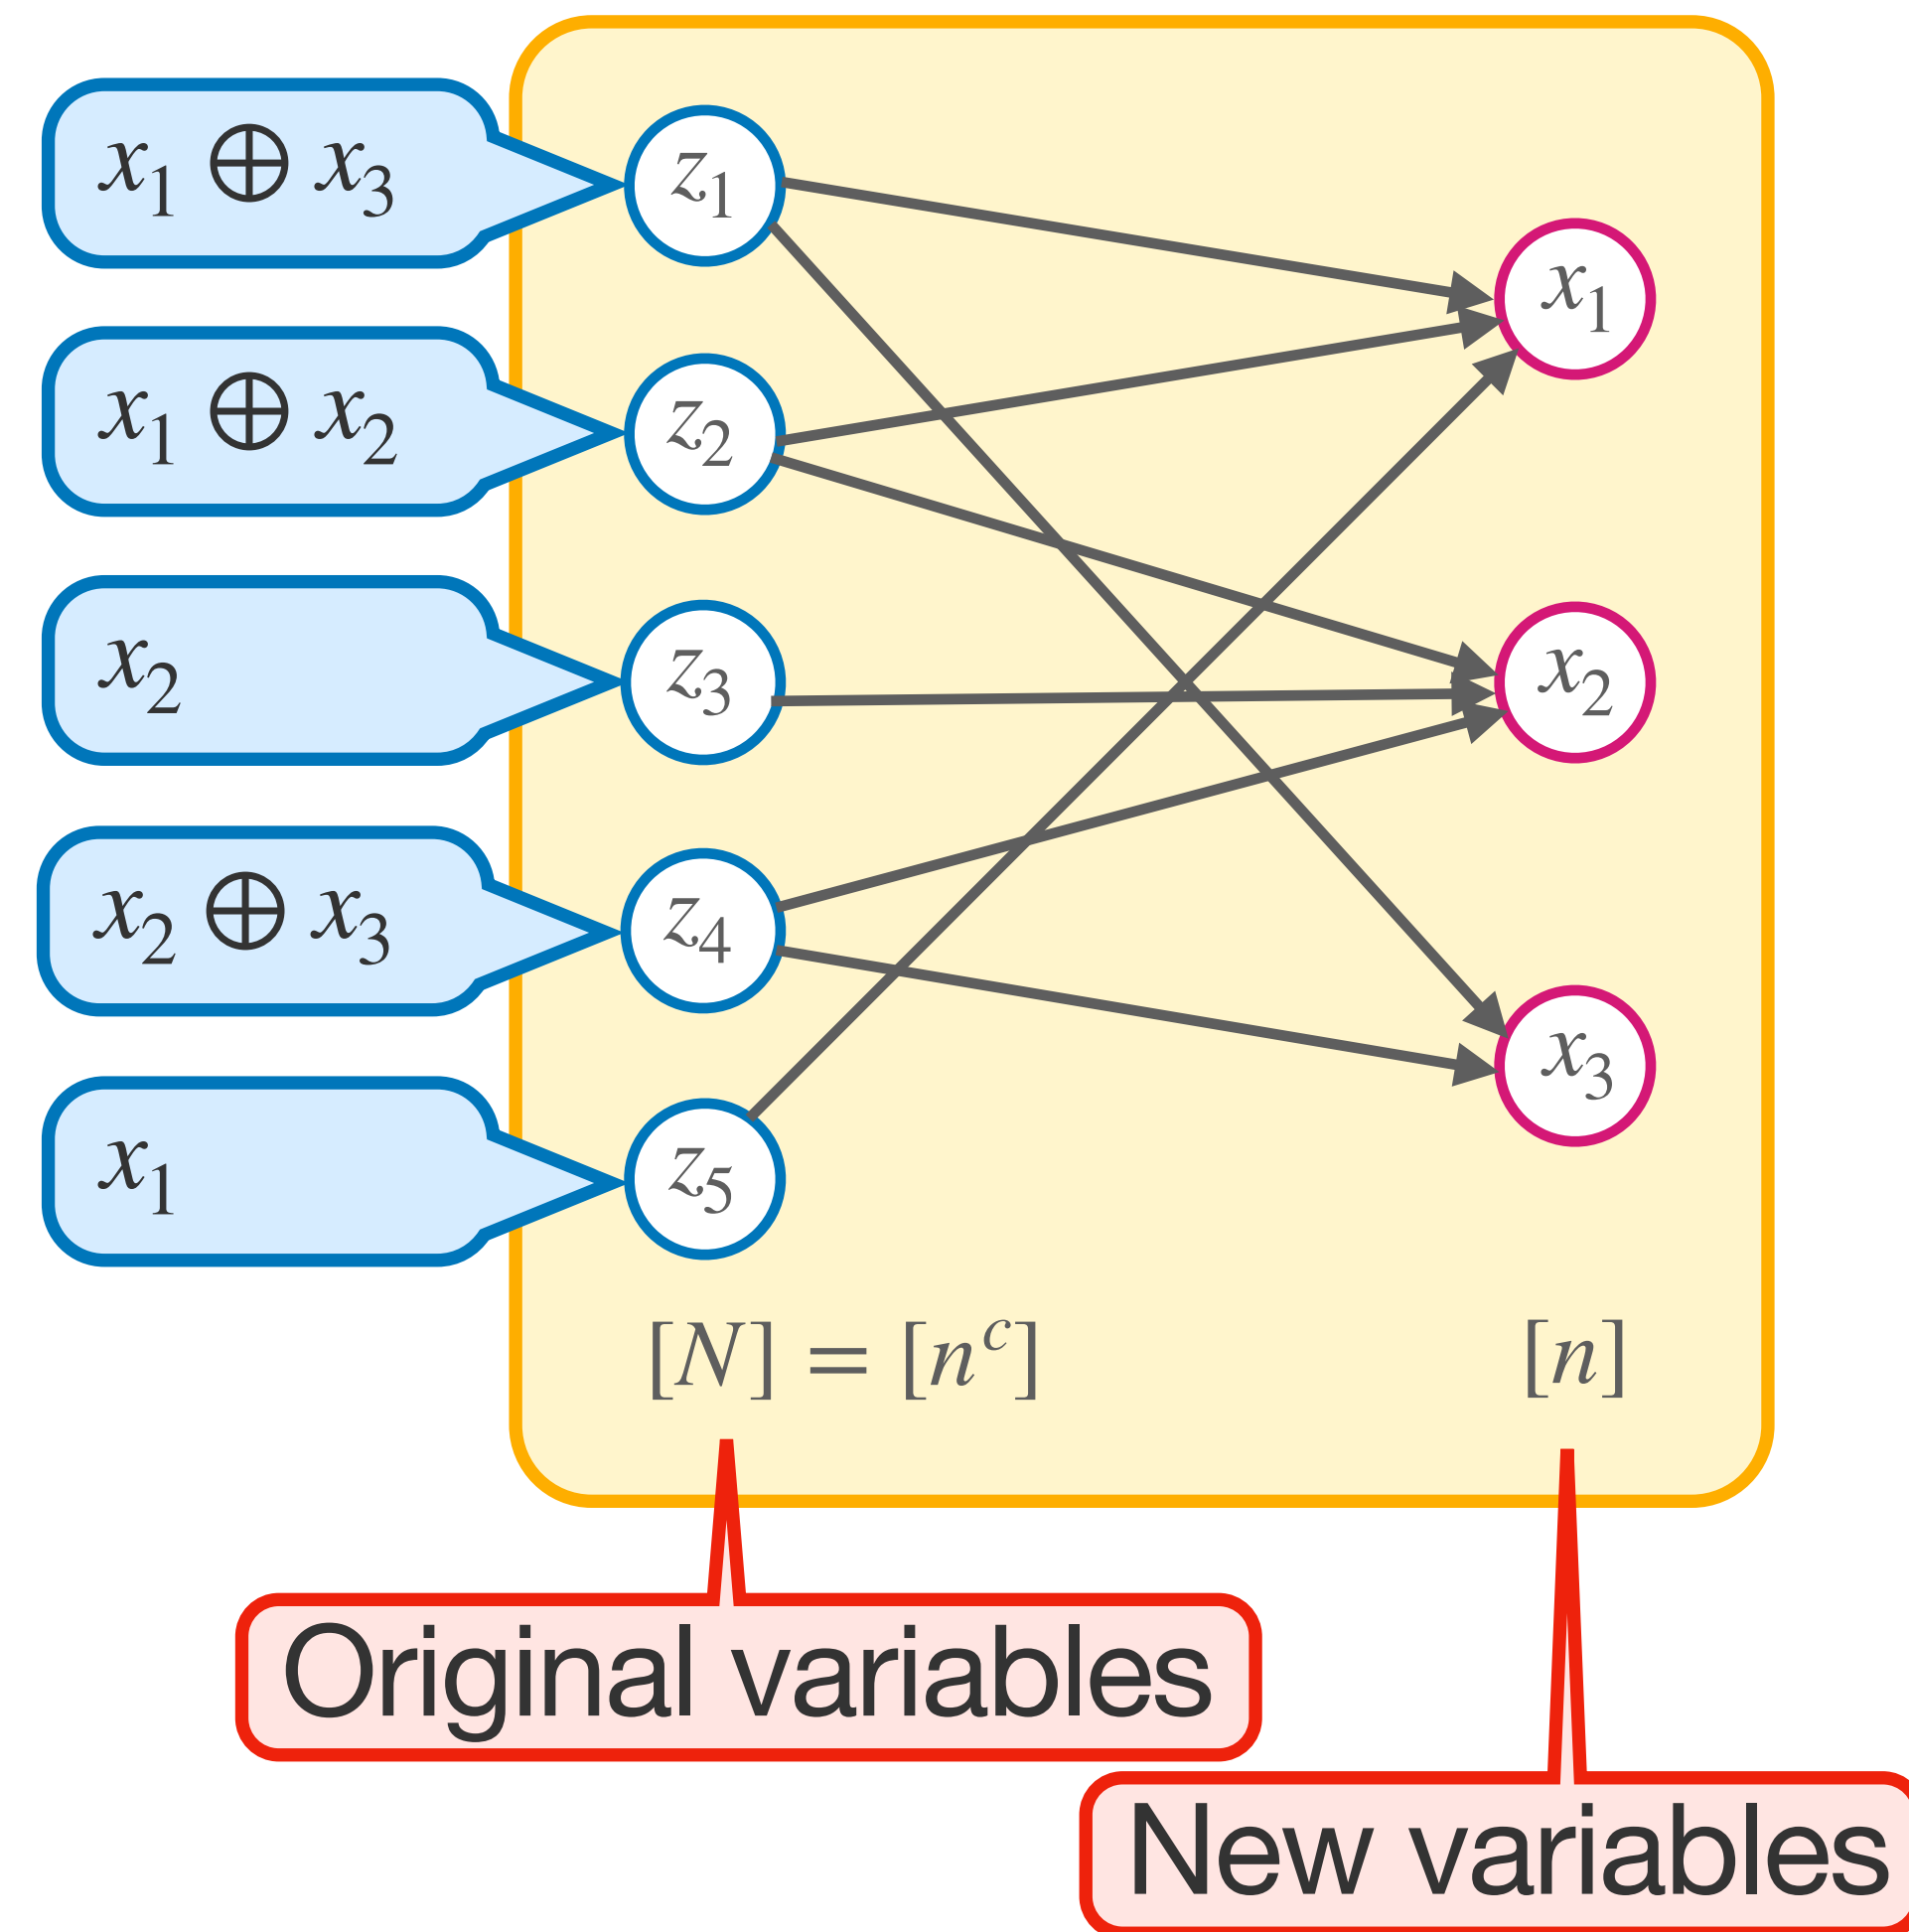 x₁ ⊕ x₃
z₁
x₁
x₁ ⊕ x₂
z₂
x₂
z₃
x₂
x₂ ⊕ x₃
z₄
x₃
x₁
z₅
[N] = [nᶜ]
[n]
Original variables
New variables